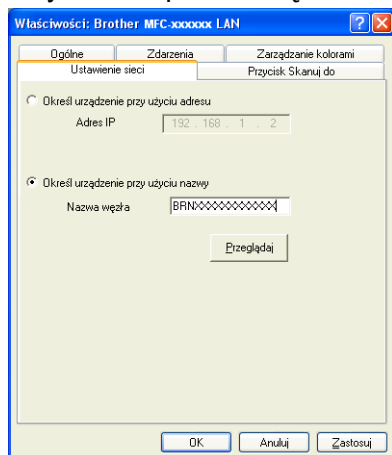 Właściwości: Brother MFC-xxxxxx LAN
Ogólne Zdarzenia Zarządzanie kolorami
Ustawienie sieci Przycisk Skanuj do
Określ urządzenie przy użyciu adresu
Adres IP 192 . 168 . 1 . 2
Określ urządzenie przy użyciu nazwy
Nazwa węzła BRNXXXXXXXXXXXX
Przeglądaj
OK Anuluj Zastosuj